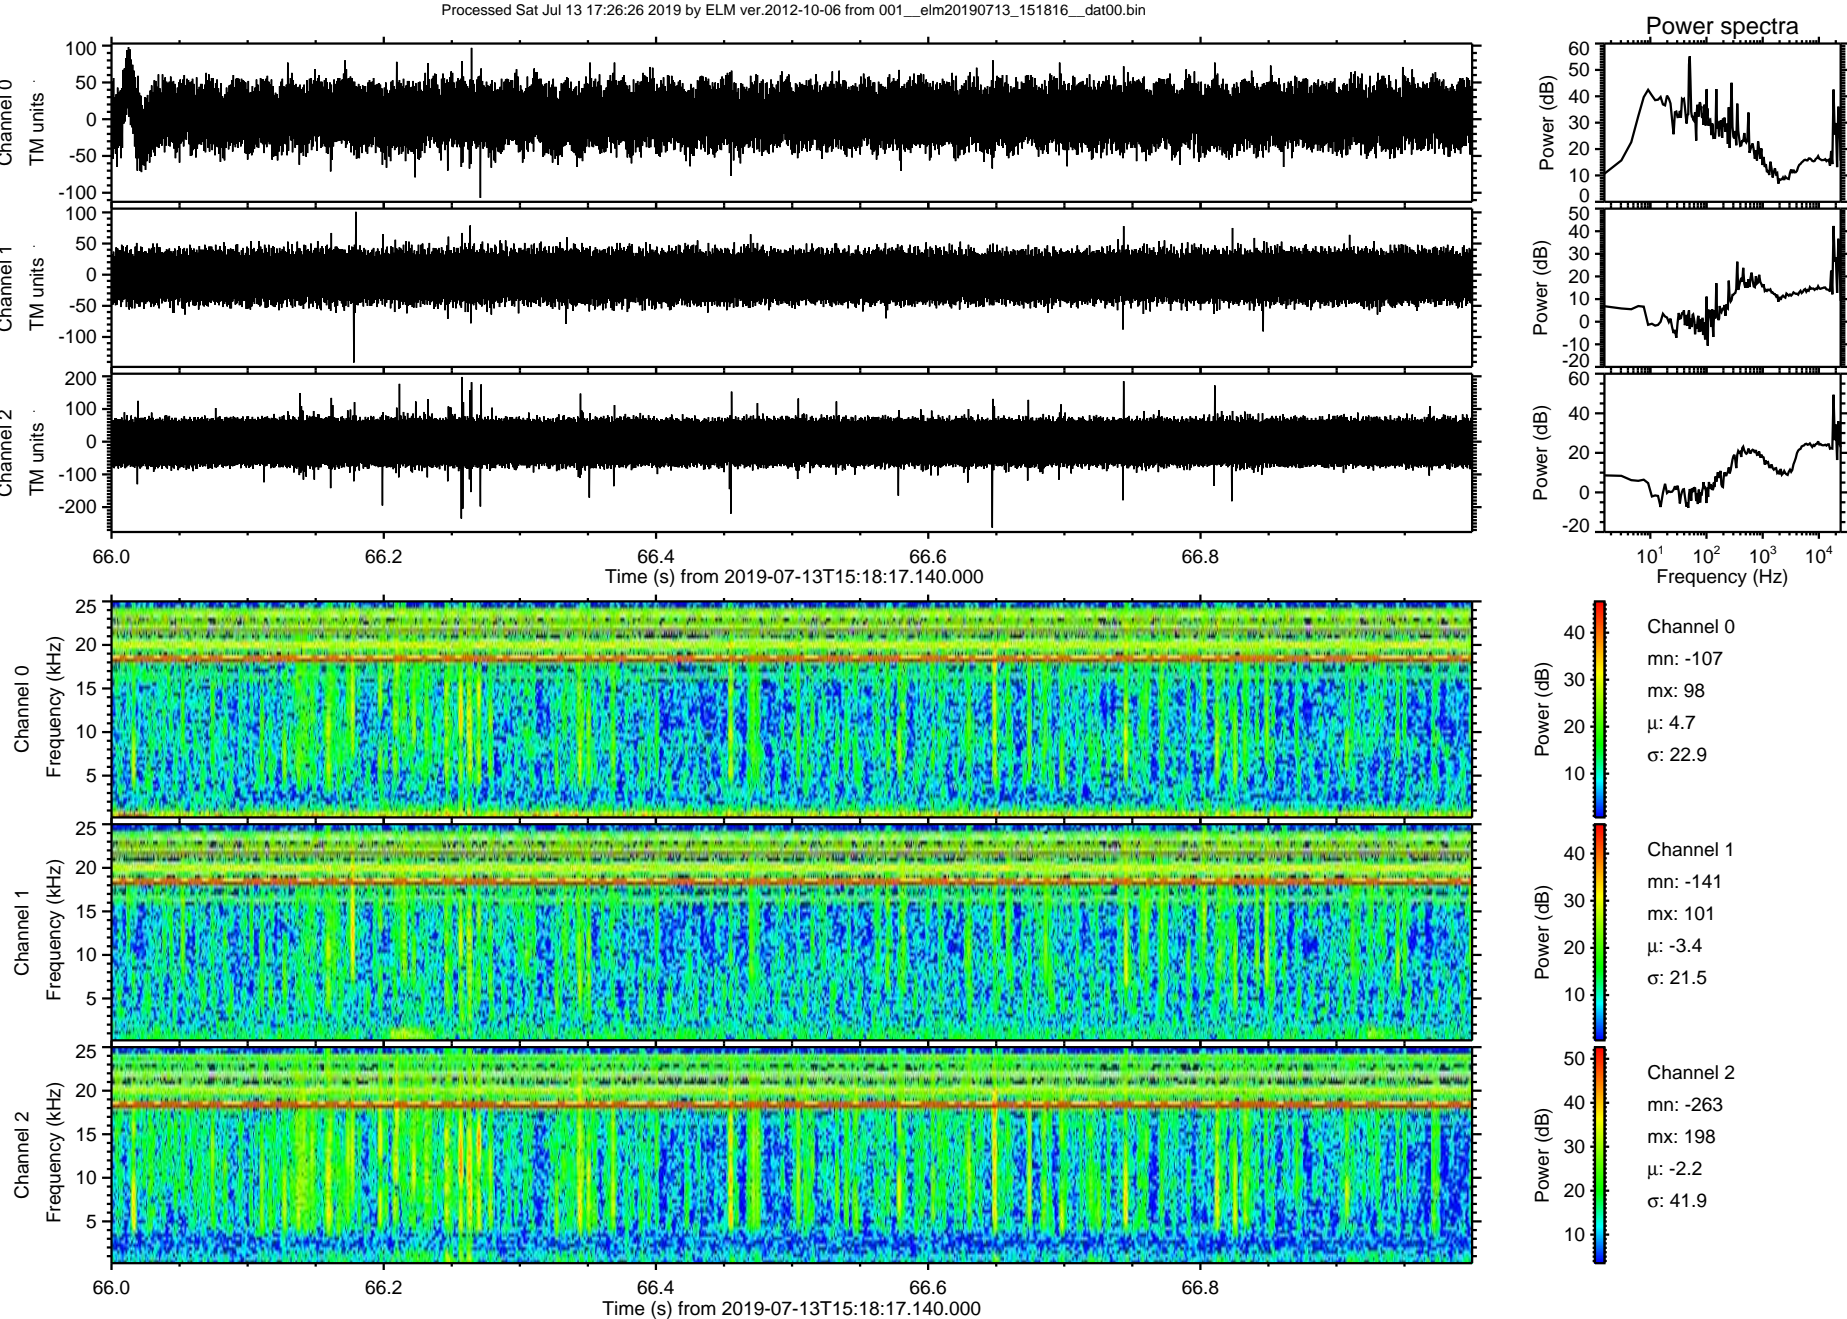 Processed Sat Jul 13 17:26:26 2019 by ELM ver.2012-10-06 from 001__elm20190713_151816__dat00.bin
Power spectra
Channel 0
TM units
100
50
0
-50
-100
Power (dB)
60
50
40
30
20
10
0
Channel 1
TM units
100
50
0
-50
-100
Power (dB)
50
40
30
20
10
0
-10
-20
Channel 2
TM units
200
100
0
-100
-200
Power (dB)
60
40
20
0
-20
66.0 66.2 66.4 66.6 66.8
Time (s) from 2019-07-13T15:18:17.140.000
10^1 10^2 10^3 10^4
Frequency (Hz)
Channel 0
Frequency (kHz)
25
20
15
10
5
Power (dB)
40
30
20
10
Channel 0
mn: -107
mx: 98
μ: 4.7
σ: 22.9
Channel 1
Frequency (kHz)
25
20
15
10
5
Power (dB)
40
30
20
10
Channel 1
mn: -141
mx: 101
μ: -3.4
σ: 21.5
Channel 2
Frequency (kHz)
25
20
15
10
5
Power (dB)
50
40
30
20
10
Channel 2
mn: -263
mx: 198
μ: -2.2
σ: 41.9
66.0 66.2 66.4 66.6 66.8
Time (s) from 2019-07-13T15:18:17.140.000